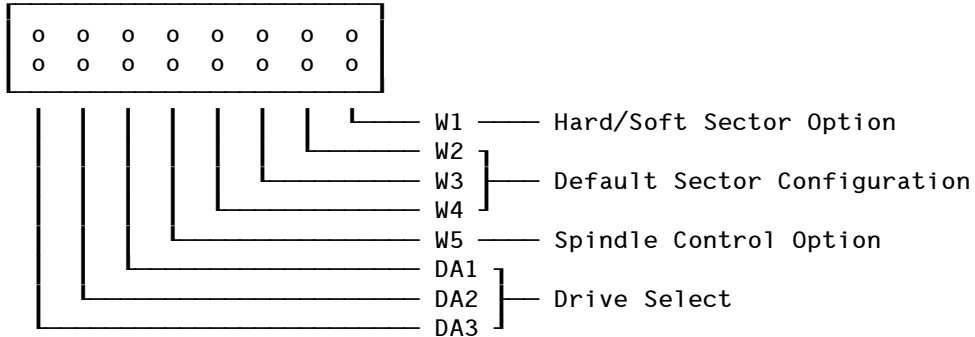 o o o o o o o o
o o o o o o o o
W1 Hard/Soft Sector Option
W2
W3 Default Sector Configuration
W4
W5 Spindle Control Option
DA1
DA2 Drive Select
DA3